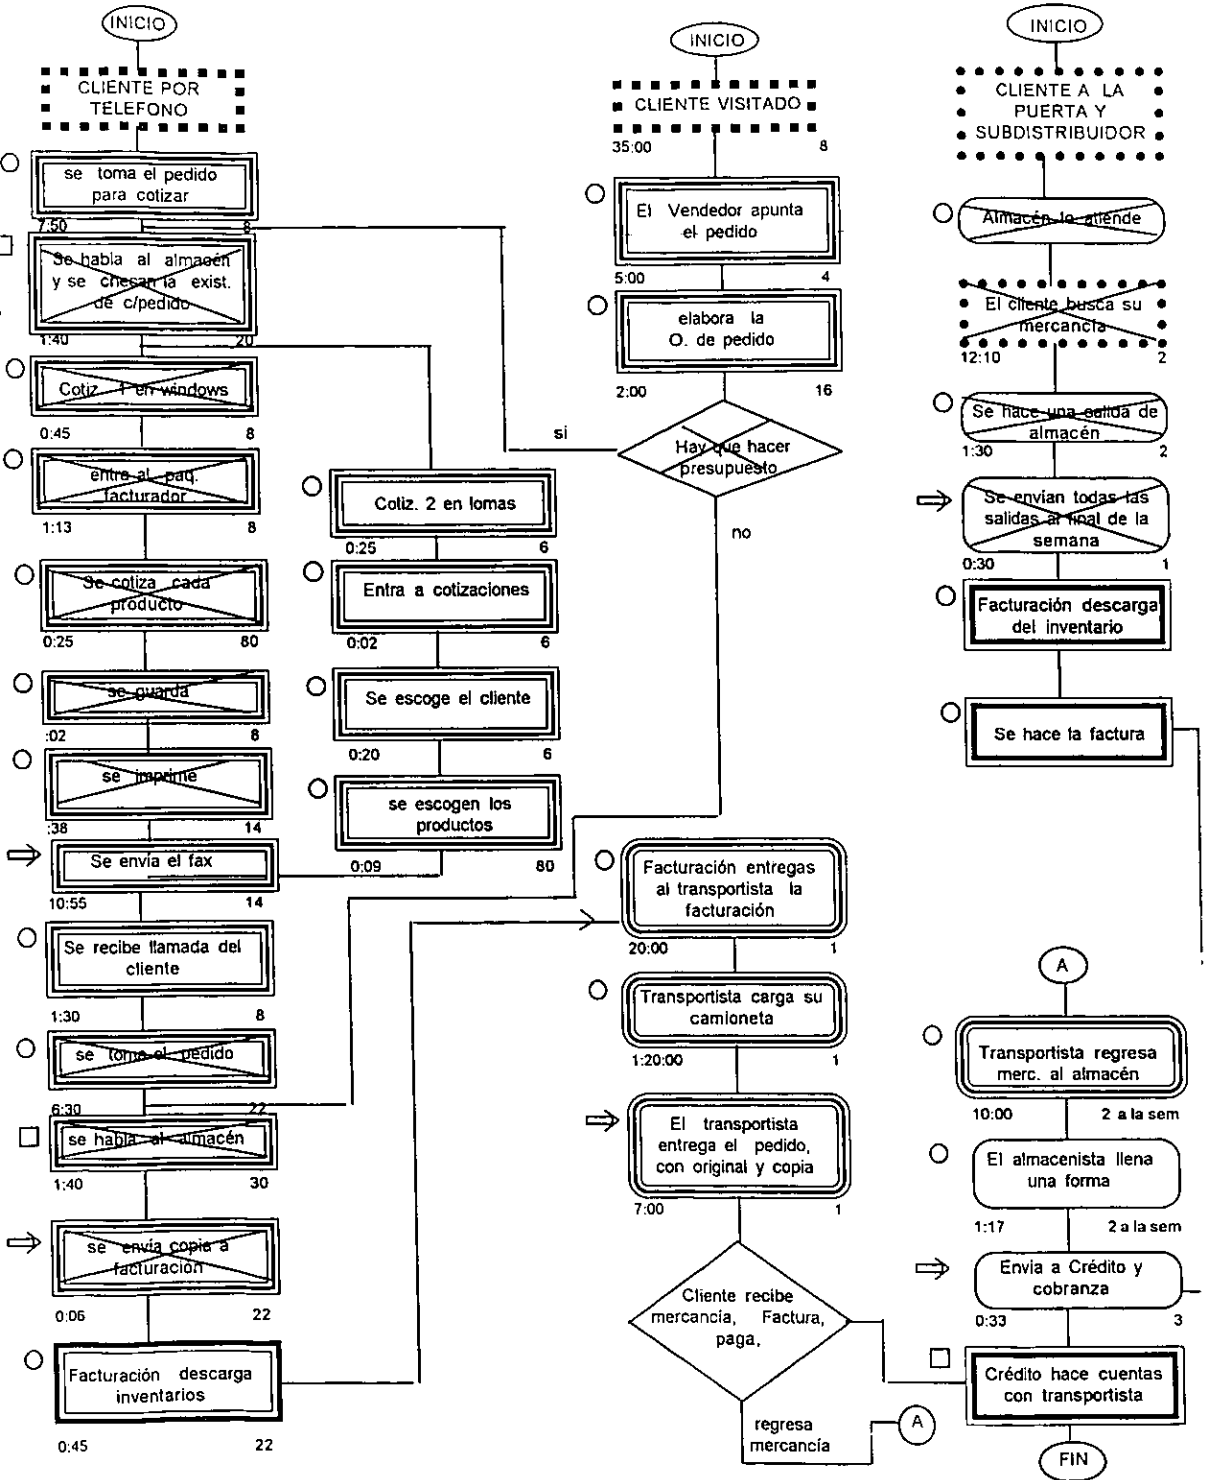 INICIO
CLIENTE POR
TELEFONO
se toma el pedido
para cotizar
7:50 8
Se habla al almacén
y se checan la exist.
de c/pedido
1:40 20
Cotiz. 1 en windows
0:45 8
entra al paq.
facturador
1:13 8
Se cotiza cada
producto
0:25 80
se guarda
:02 8
se imprime
:38 14
Se envía el fax
10:55 14
Se recibe llamada del
cliente
1:30 8
se toma el pedido
6:30 22
se habla al almacén
1:40 30
se envía copia a
facturación
0:06 22
Facturación descarga
inventarios
0:45 22
Cotiz. 2 en lomas
0:25 6
Entra a cotizaciones
0:02 6
Se escoge el cliente
0:20 6
se escogen los
productos
0:09 80
INICIO
CLIENTE VISITADO
35:00 8
El Vendedor apunta
el pedido
5:00 4
elabora la
O. de pedido
2:00 16
si
Hay que hacer
presupuesto
no
Facturación entregas
al transportista la
facturación
20:00 1
Transportista carga su
camioneta
1:20:00 1
El transportista
entrega el pedido,
con original y copia
7:00 1
Cliente recibe
mercancía, Factura,
paga,
regresa
mercancía
A
INICIO
CLIENTE A LA
PUERTA Y
SUBDISTRIBUIDOR
Almacén lo atiende
El cliente busca su
mercancía
12:10 2
Se hace una salida de
almacén
1:30 2
Se envían todas las
salidas al final de la
semana
0:30 1
Facturación descarga
del inventario
Se hace la factura
A
Transportista regresa
merc. al almacén
10:00 2 a la sem
El almacenista llena
una forma
1:17 2 a la sem
Envia a Crédito y
cobranza
0:33 3
Crédito hace cuentas
con transportista
FIN